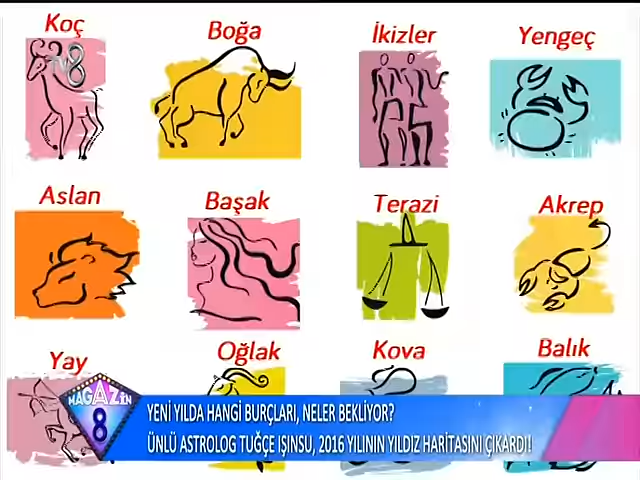 Koç Boğa İkizler Yengeç
Aslan Başak Terazi Akrep
Yay Oğlak Kova Balık
MAGAZİN
8
YENİ YILDA HANGİ BURÇLARI, NELER BEKLİYOR?
ÜNLÜ ASTROLOG TUĞÇE IŞINSU, 2016 YILININ YILDIZ HARİTASINI ÇIKARDI!